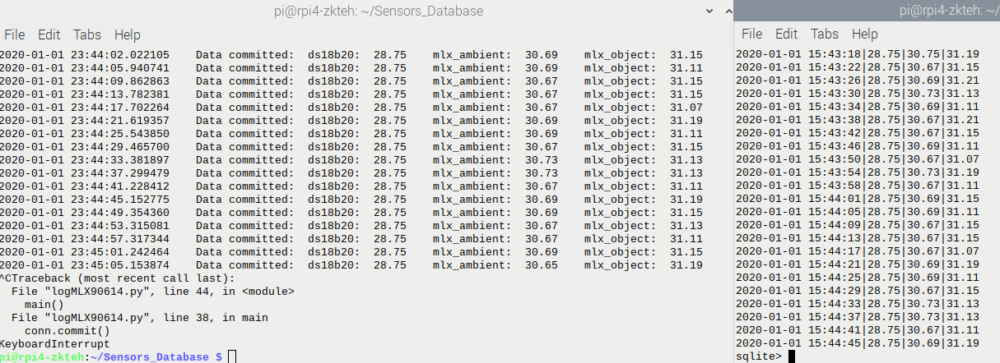 pi@rpi4-zkteh: ~/Sensors_Database
File Edit Tabs Help
2020-01-01 23:44:02.022105 Data committed: ds18b20: 28.75 mlx_ambient: 30.69 mlx_object: 31.15
2020-01-01 23:44:05.940741 Data committed: ds18b20: 28.75 mlx_ambient: 30.69 mlx_object: 31.11
2020-01-01 23:44:09.862863 Data committed: ds18b20: 28.75 mlx_ambient: 30.67 mlx_object: 31.15
2020-01-01 23:44:13.782381 Data committed: ds18b20: 28.75 mlx_ambient: 30.67 mlx_object: 31.15
2020-01-01 23:44:17.702264 Data committed: ds18b20: 28.75 mlx_ambient: 30.67 mlx_object: 31.07
2020-01-01 23:44:21.619357 Data committed: ds18b20: 28.75 mlx_ambient: 30.69 mlx_object: 31.19
2020-01-01 23:44:25.543850 Data committed: ds18b20: 28.75 mlx_ambient: 30.69 mlx_object: 31.11
2020-01-01 23:44:29.465700 Data committed: ds18b20: 28.75 mlx_ambient: 30.67 mlx_object: 31.15
2020-01-01 23:44:33.381897 Data committed: ds18b20: 28.75 mlx_ambient: 30.73 mlx_object: 31.13
2020-01-01 23:44:37.299479 Data committed: ds18b20: 28.75 mlx_ambient: 30.73 mlx_object: 31.13
2020-01-01 23:44:41.228412 Data committed: ds18b20: 28.75 mlx_ambient: 30.67 mlx_object: 31.11
2020-01-01 23:44:45.152775 Data committed: ds18b20: 28.75 mlx_ambient: 30.69 mlx_object: 31.19
2020-01-01 23:44:49.354360 Data committed: ds18b20: 28.75 mlx_ambient: 30.69 mlx_object: 31.15
2020-01-01 23:44:53.315081 Data committed: ds18b20: 28.75 mlx_ambient: 30.67 mlx_object: 31.13
2020-01-01 23:44:57.317344 Data committed: ds18b20: 28.75 mlx_ambient: 30.67 mlx_object: 31.11
2020-01-01 23:45:01.242464 Data committed: ds18b20: 28.75 mlx_ambient: 30.69 mlx_object: 31.15
2020-01-01 23:45:05.153874 Data committed: ds18b20: 28.75 mlx_ambient: 30.65 mlx_object: 31.19
^CTraceback (most recent call last):
File "logMLX90614.py", line 44, in <module>
main()
File "logMLX90614.py", line 38, in main
conn.commit()
KeyboardInterrupt
pi@rpi4-zkteh:~/Sensors_Database $
pi@rpi4-zkteh: ~/
File Edit Tabs Help
2020-01-01 15:43:18|28.75|30.75|31.19
2020-01-01 15:43:22|28.75|30.67|31.15
2020-01-01 15:43:26|28.75|30.69|31.21
2020-01-01 15:43:30|28.75|30.73|31.13
2020-01-01 15:43:34|28.75|30.69|31.11
2020-01-01 15:43:38|28.75|30.67|31.21
2020-01-01 15:43:42|28.75|30.67|31.15
2020-01-01 15:43:46|28.75|30.69|31.11
2020-01-01 15:43:50|28.75|30.67|31.07
2020-01-01 15:43:54|28.75|30.73|31.19
2020-01-01 15:43:58|28.75|30.67|31.11
2020-01-01 15:44:01|28.75|30.69|31.15
2020-01-01 15:44:05|28.75|30.69|31.11
2020-01-01 15:44:09|28.75|30.67|31.15
2020-01-01 15:44:13|28.75|30.67|31.15
2020-01-01 15:44:17|28.75|30.67|31.07
2020-01-01 15:44:21|28.75|30.69|31.19
2020-01-01 15:44:25|28.75|30.69|31.11
2020-01-01 15:44:29|28.75|30.67|31.15
2020-01-01 15:44:33|28.75|30.73|31.13
2020-01-01 15:44:37|28.75|30.73|31.13
2020-01-01 15:44:41|28.75|30.67|31.11
2020-01-01 15:44:45|28.75|30.69|31.19
sqlite>